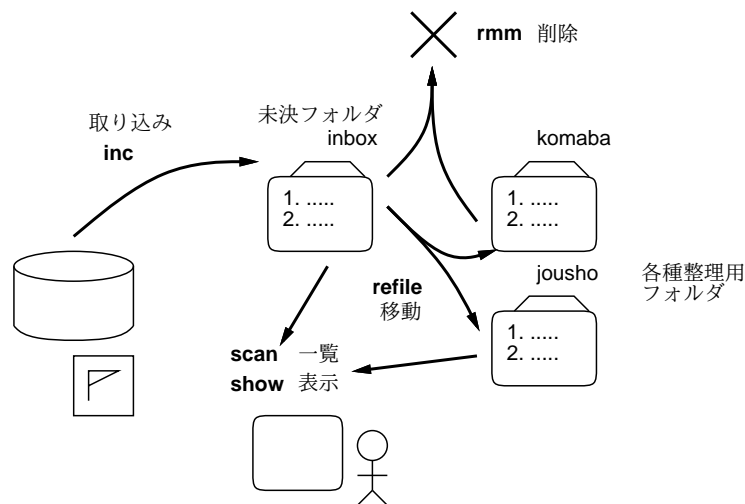 rmm 削除
取り込み
inc
未決フォルダ
inbox
1. .....
2. .....
komaba
1. .....
2. .....
refile
移動
jousho
1. .....
2. .....
各種整理用
フォルダ
scan 一覧
show 表示